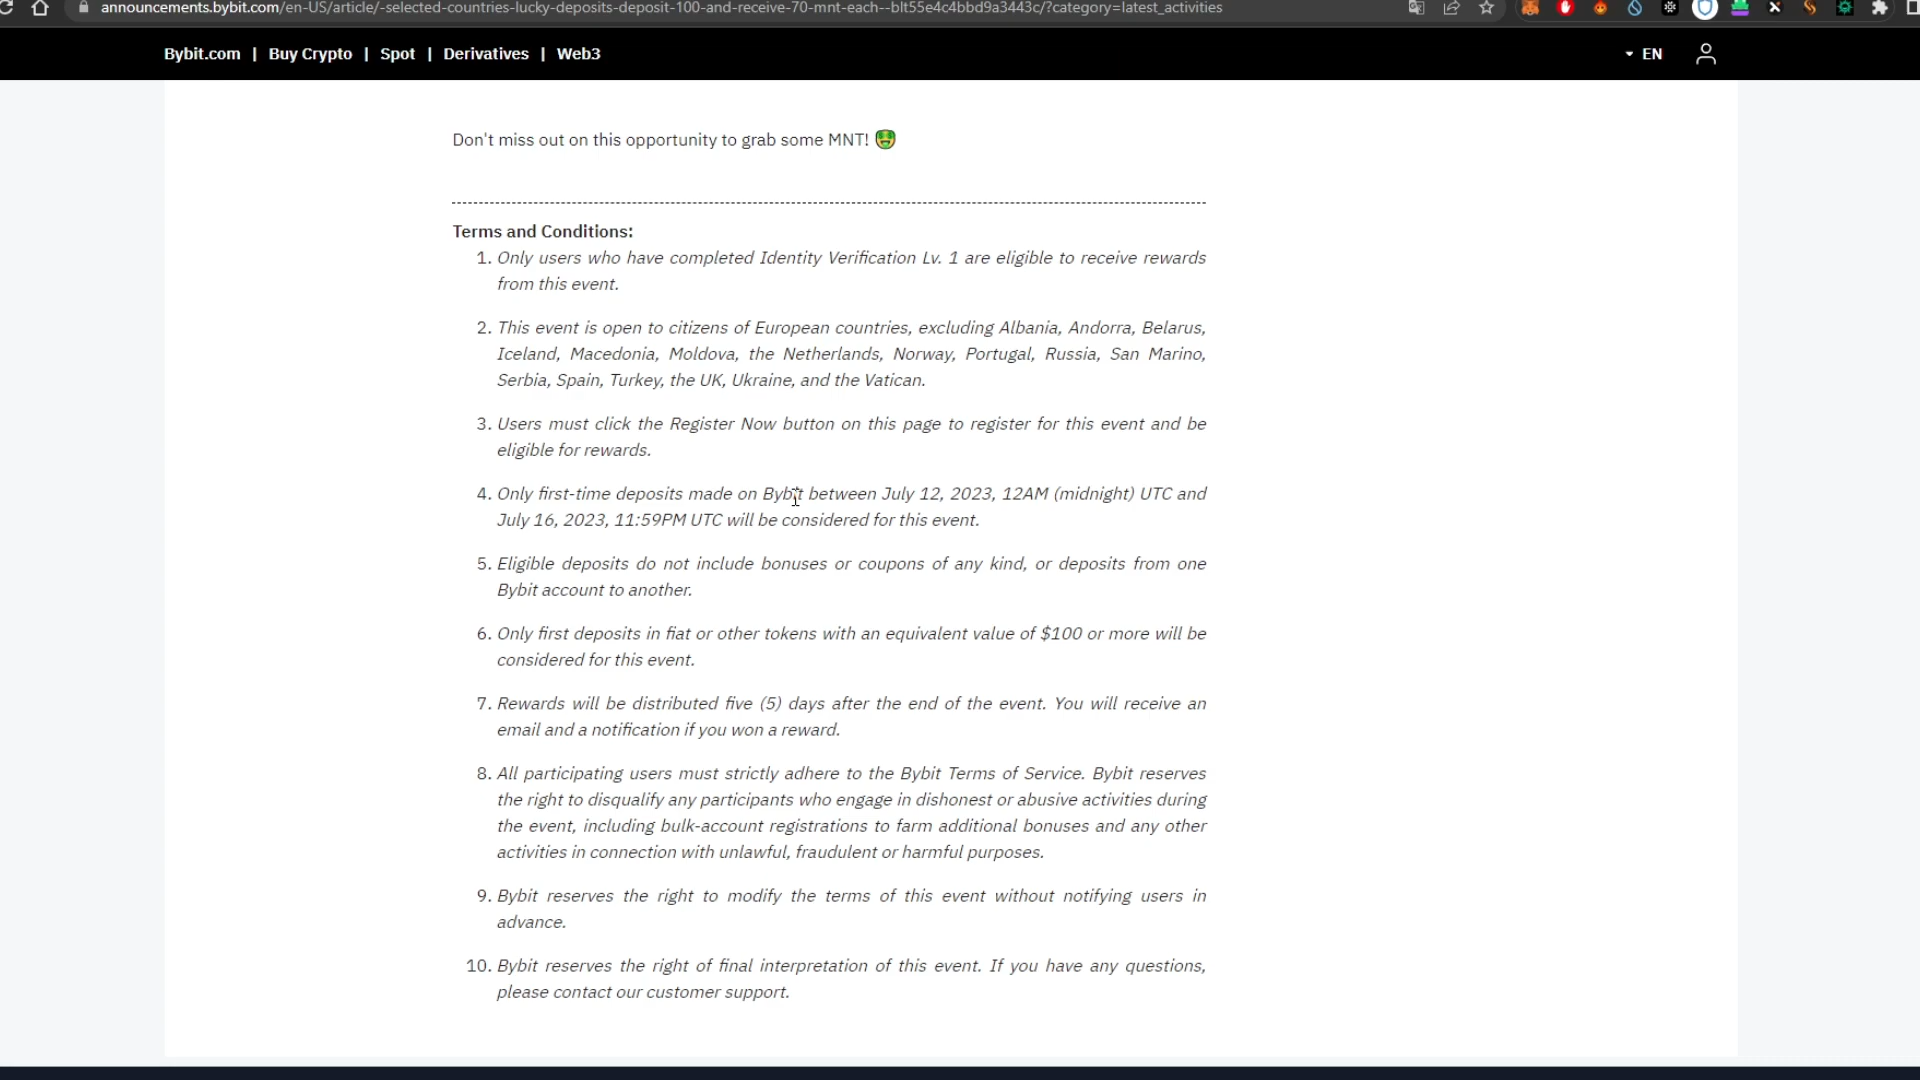 announcements.bybit.com/en-US/article/-selected-countries-lucky-deposits-deposit-100-and-receive-70-mnt-each--blt55e4c4bbd9a3443c/?category=latest_activities
Bybit.com | Buy Crypto | Spot | Derivatives | Web3 EN
Don't miss out on this opportunity to grab some MNT! 🤑
Terms and Conditions:
1. Only users who have completed Identity Verification Lv. 1 are eligible to receive rewards
from this event.
2. This event is open to citizens of European countries, excluding Albania, Andorra, Belarus,
Iceland, Macedonia, Moldova, the Netherlands, Norway, Portugal, Russia, San Marino,
Serbia, Spain, Turkey, the UK, Ukraine, and the Vatican.
3. Users must click the Register Now button on this page to register for this event and be
eligible for rewards.
4. Only first-time deposits made on Bybit between July 12, 2023, 12AM (midnight) UTC and
July 16, 2023, 11:59PM UTC will be considered for this event.
5. Eligible deposits do not include bonuses or coupons of any kind, or deposits from one
Bybit account to another.
6. Only first deposits in fiat or other tokens with an equivalent value of $100 or more will be
considered for this event.
7. Rewards will be distributed five (5) days after the end of the event. You will receive an
email and a notification if you won a reward.
8. All participating users must strictly adhere to the Bybit Terms of Service. Bybit reserves
the right to disqualify any participants who engage in dishonest or abusive activities during
the event, including bulk-account registrations to farm additional bonuses and any other
activities in connection with unlawful, fraudulent or harmful purposes.
9. Bybit reserves the right to modify the terms of this event without notifying users in
advance.
10. Bybit reserves the right of final interpretation of this event. If you have any questions,
please contact our customer support.